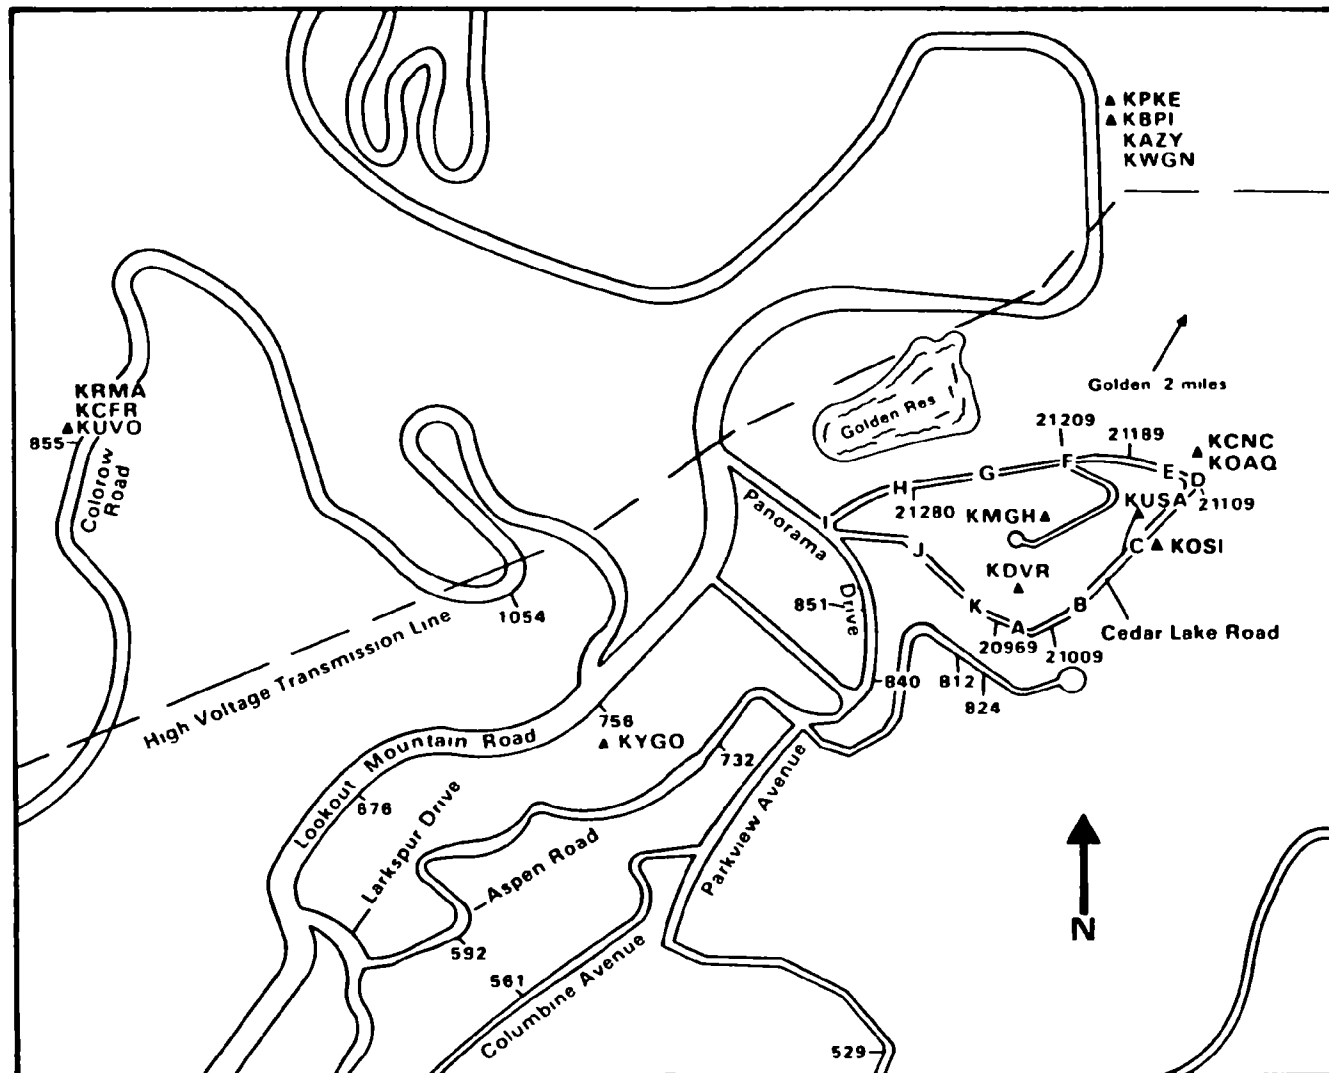 KPKE
KBPI
KAZY
KWGN
Golden 2 miles
KRMA
KCFR
KUVO
855
Colorow
Road
Golden Res
21209
21189
KCNC
KOAQ
F
E
D
G
H
21280
KMGH
KUSA
21109
I
J
C
KOSI
Panorama
Drive
KDVR
851
K
A
B
20969
21009
Cedar Lake Road
1054
High Voltage Transmission Line
840
812
824
758
KYGO
732
Lookout Mountain Road
676
Larkspur Drive
Aspen Road
Parkview Avenue
592
561
Columbine Avenue
529
N